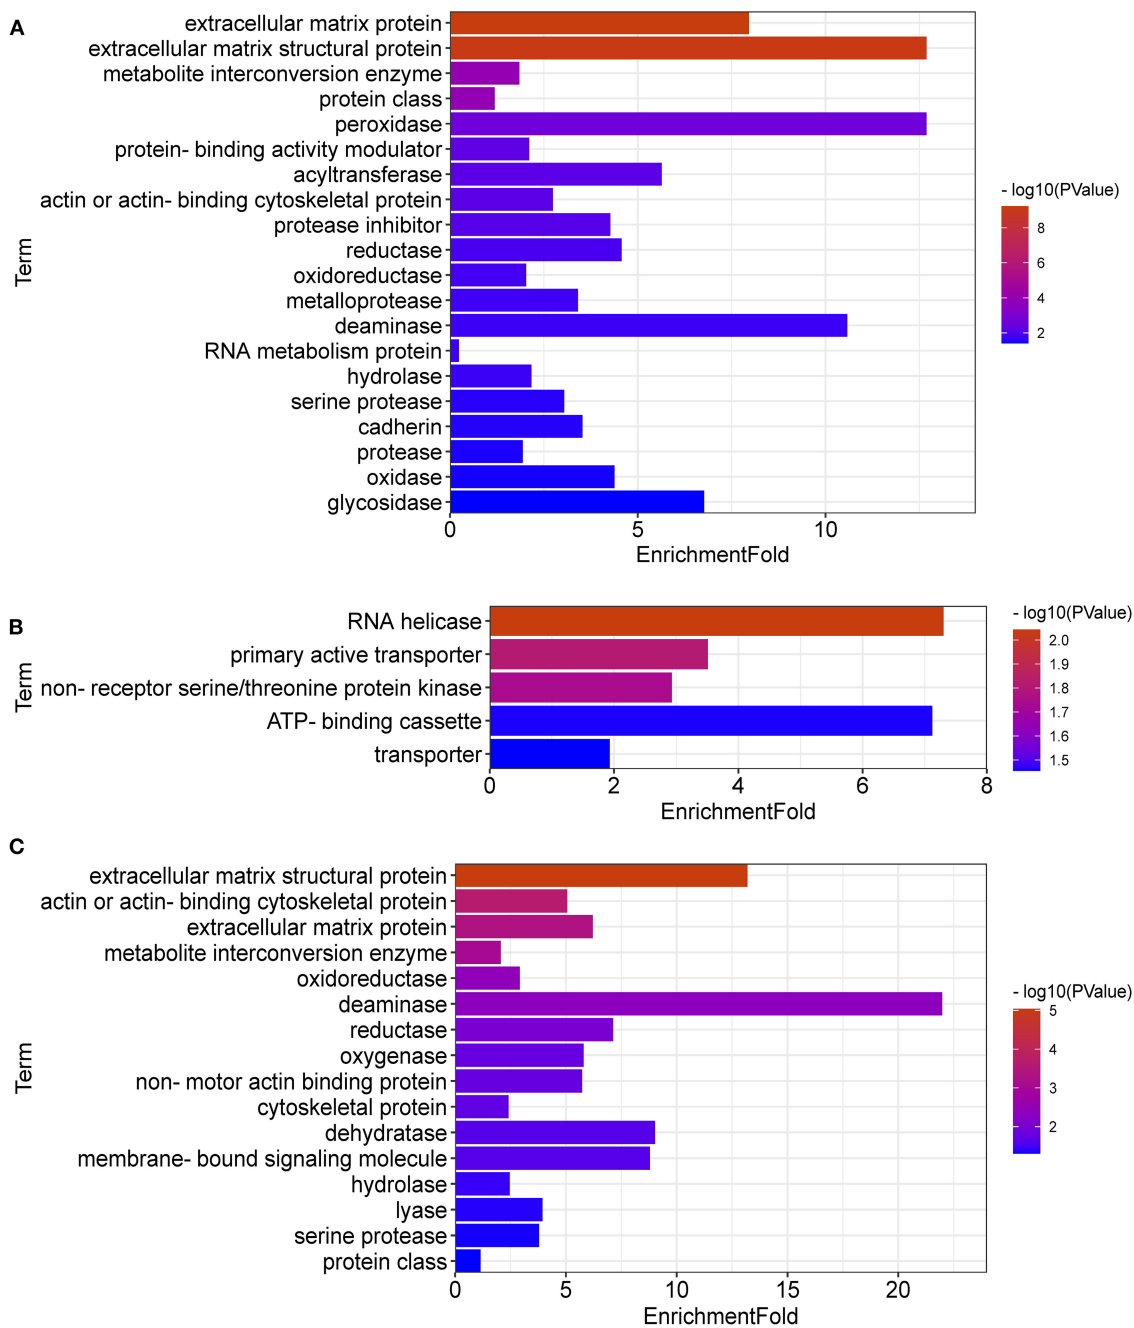 A
extracellular matrix protein
extracellular matrix structural protein
metabolite interconversion enzyme
protein class
peroxidase
protein- binding activity modulator
acyltransferase
actin or actin- binding cytoskeletal protein
protease inhibitor
reductase
oxidoreductase
metalloprotease
deaminase
RNA metabolism protein
hydrolase
serine protease
cadherin
protease
oxidase
glycosidase
Term
0 5 10
EnrichmentFold
- log10(PValue)
8
6
4
2
B
RNA helicase
primary active transporter
non- receptor serine/threonine protein kinase
ATP- binding cassette
transporter
Term
0 2 4 6 8
EnrichmentFold
- log10(PValue)
2.0
1.9
1.8
1.7
1.6
1.5
C
extracellular matrix structural protein
actin or actin- binding cytoskeletal protein
extracellular matrix protein
metabolite interconversion enzyme
oxidoreductase
deaminase
reductase
oxygenase
non- motor actin binding protein
cytoskeletal protein
dehydratase
membrane- bound signaling molecule
hydrolase
lyase
serine protease
protein class
Term
0 5 10 15 20
EnrichmentFold
- log10(PValue)
5
4
3
2